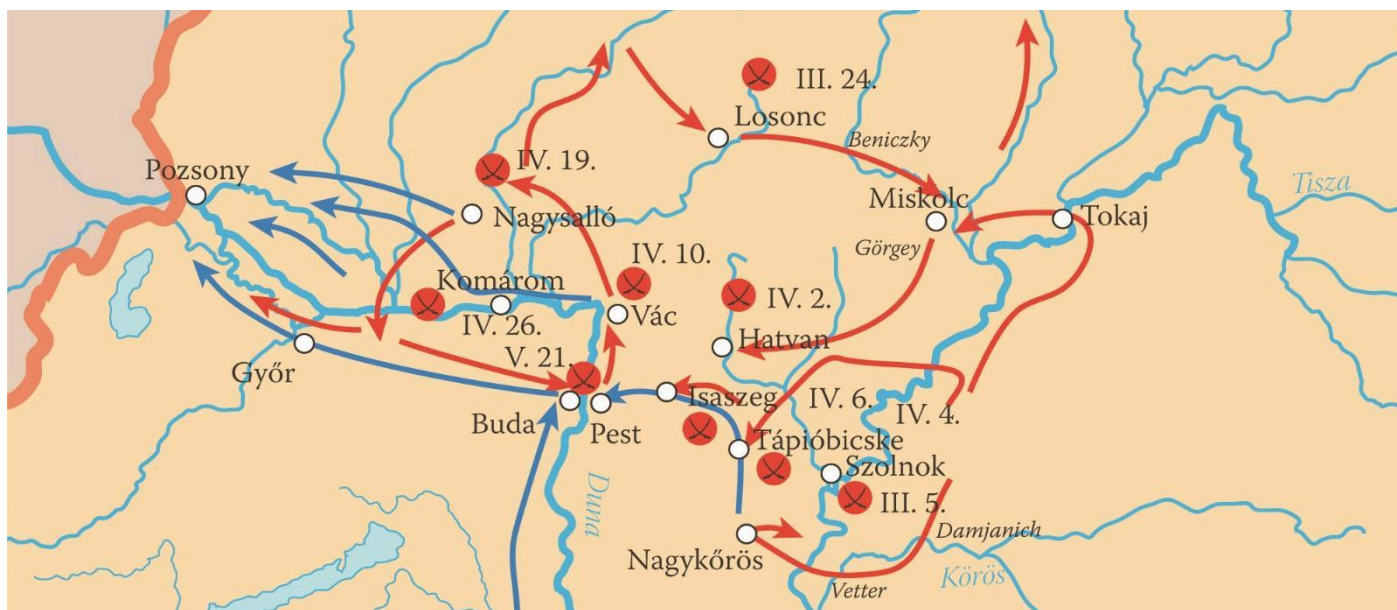 III. 24.
Losonc
Beniczky
IV. 19.
Pozsony
Miskolc
Tisza
Nagysalló
Tokaj
Görgey
IV. 10.
Komárom
IV. 2.
Vác
IV. 26.
Hatvan
Győr
V. 21.
Isaszeg
IV. 6.
IV. 4.
Buda
Pest
Tápióbicske
Szolnok
Duna
III. 5.
Damjanich
Nagykőrös
Körös
Vetter